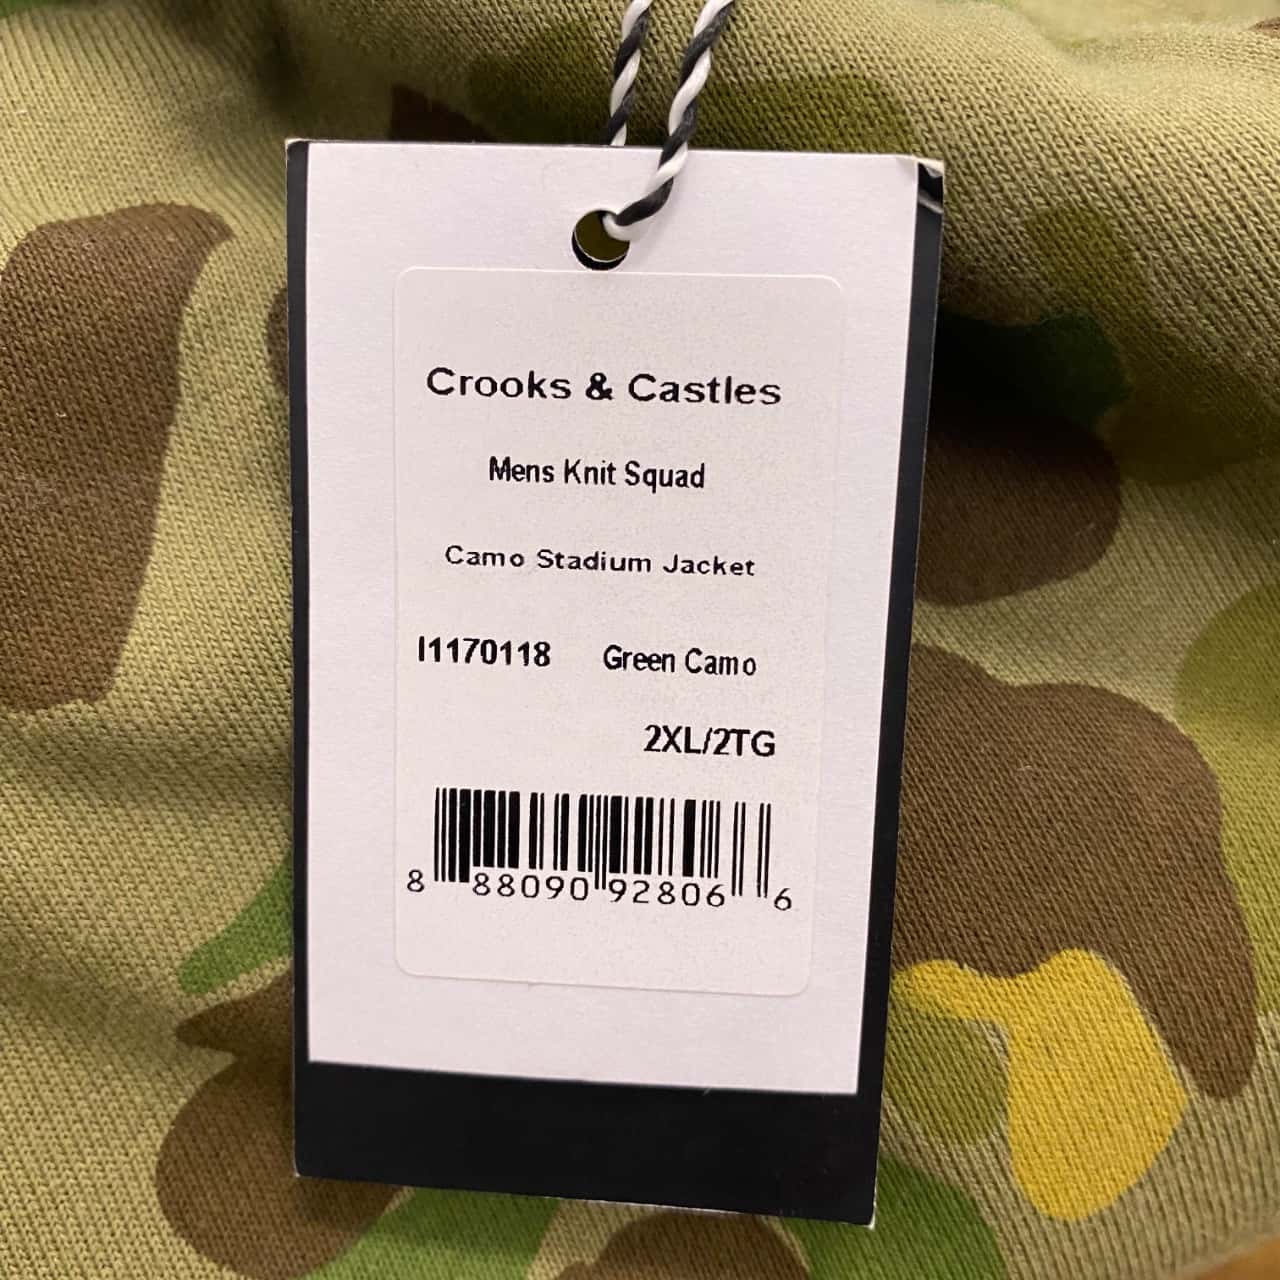 Crooks & Castles
Mens Knit Squad
Camo Stadium Jacket
I1170118 Green Camo
2XL/2TG
8 88090 92806 6